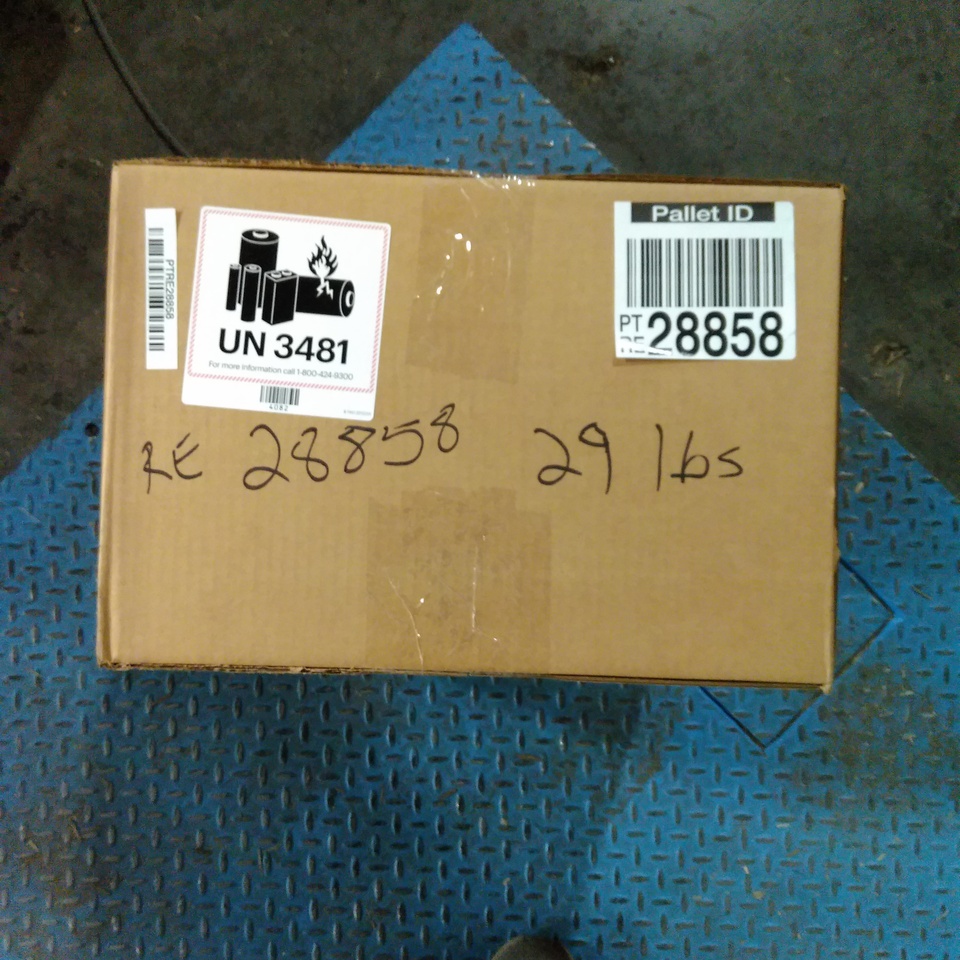 Pallet ID
PT
RE 28858
PTRE28858
UN 3481
For more information call 1-800-424-9300
4082
RE 28858 29 lbs